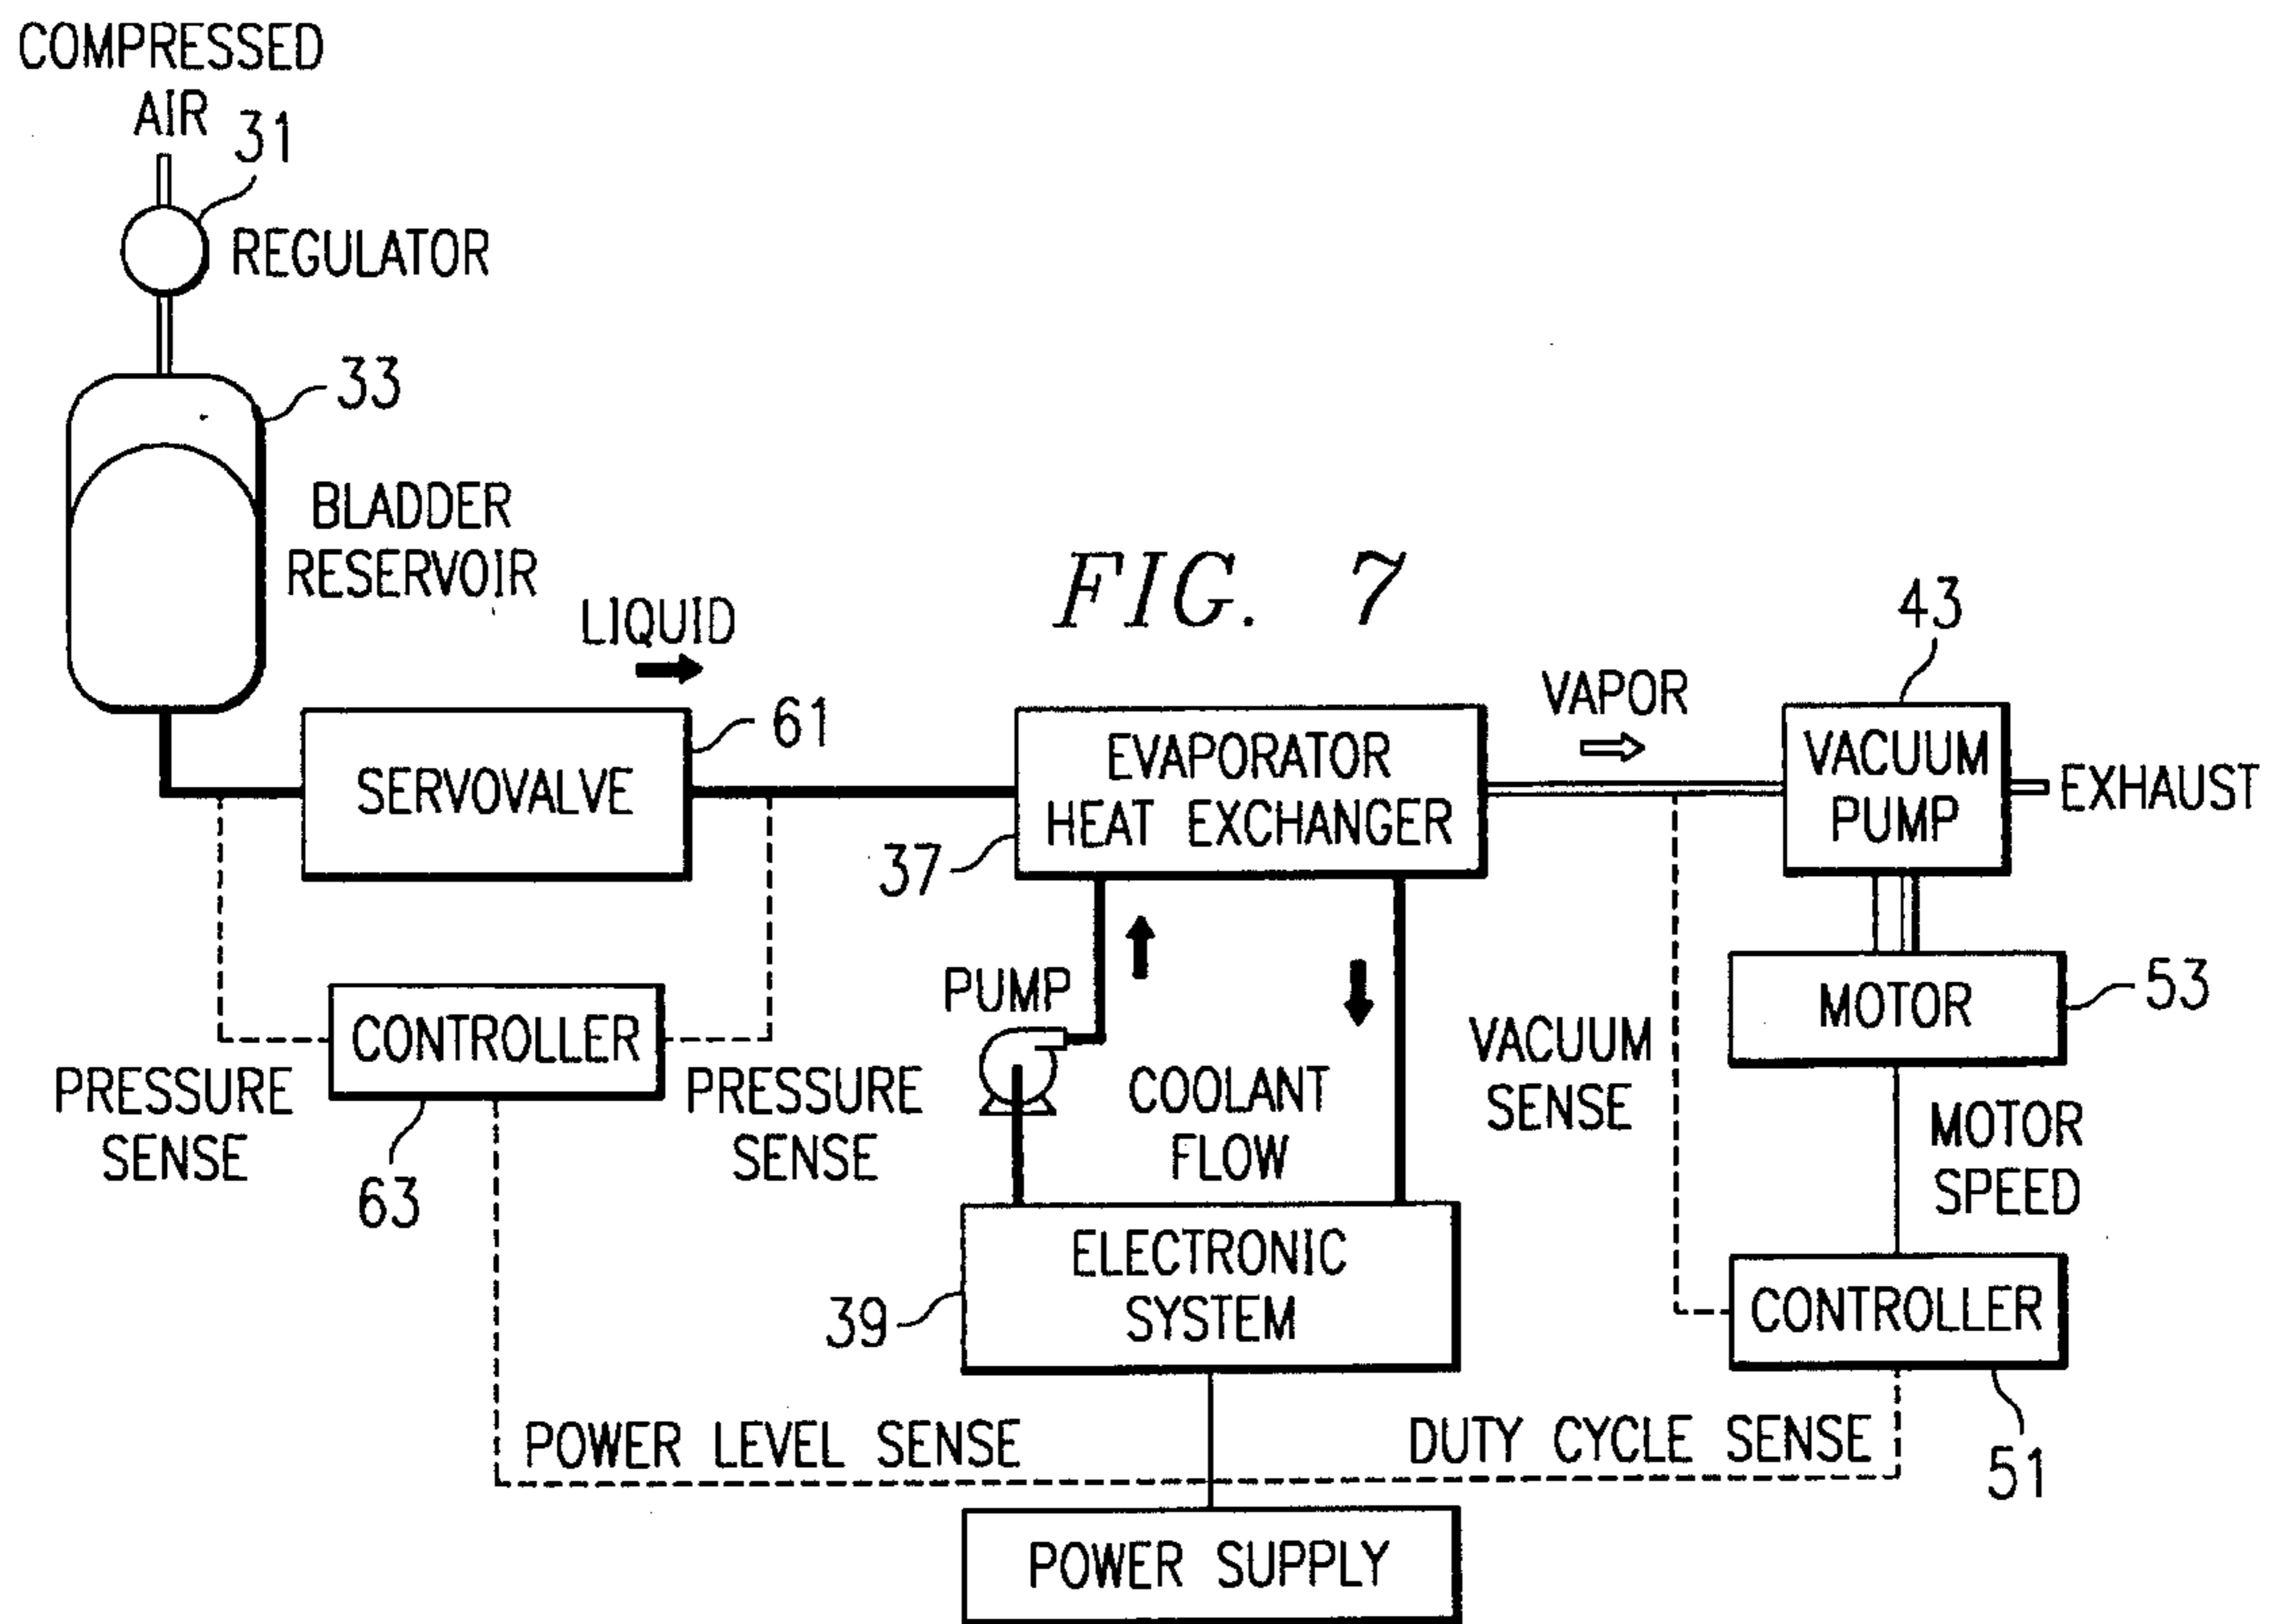 COMPRESSED
AIR
31
REGULATOR
33
BLADDER
RESERVOIR
LIQUID
FIG. 7
43
VAPOR
61
SERVOVALVE
EVAPORATOR
HEAT EXCHANGER
VACUUM
PUMP
EXHAUST
37
PUMP
MOTOR
53
CONTROLLER
VACUUM
SENSE
PRESSURE
SENSE
PRESSURE
SENSE
COOLANT
FLOW
MOTOR
SPEED
63
ELECTRONIC
SYSTEM
39
CONTROLLER
POWER LEVEL SENSE
DUTY CYCLE SENSE
51
POWER SUPPLY